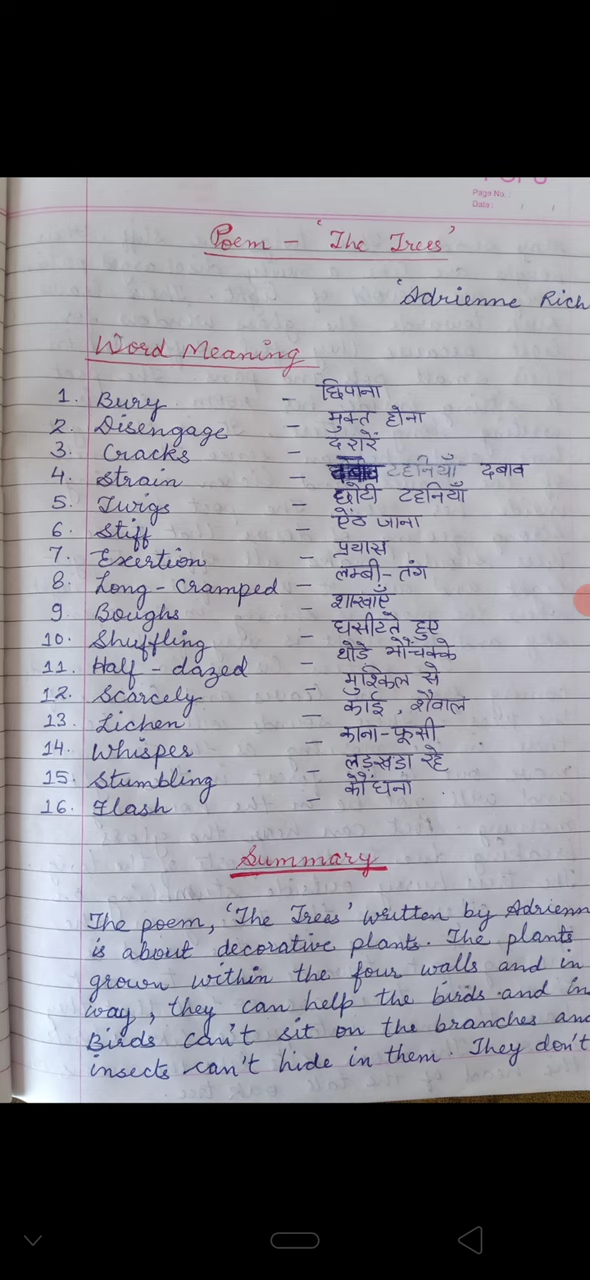 Page No.
Date: / /
Poem - 'The Trees'
'Adrienne Rich
Word Meaning
1. Bury - छिपाना
2. Disengage - मुक्त होना
3. Cracks - दरारें
4. Strain - टहनियाँ दबाव
5. Twigs - छोटी टहनियाँ
6. Stiff - ऐंठ जाना
7. Exertion - प्रयास
8. Long-cramped - लम्बी-तंग
9. Boughs - शाखाएँ
10. Shuffling - घसीटते हुए
11. Half-dazed - थोडे भौंचक्के
12. Scarcely - मुश्किल से
13. Lichen - काई, शैवाल
14. Whisper - काना-फूसी
15. Stumbling - लड़खड़ा रहे
16. Flash - कौंधना
Summary
The poem, 'The Trees' written by Adrienn
is about decorative plants. The plants
grown within the four walls and in
way, they can help the birds and in
Birds can't sit on the branches and
insects can't hide in them. They don't